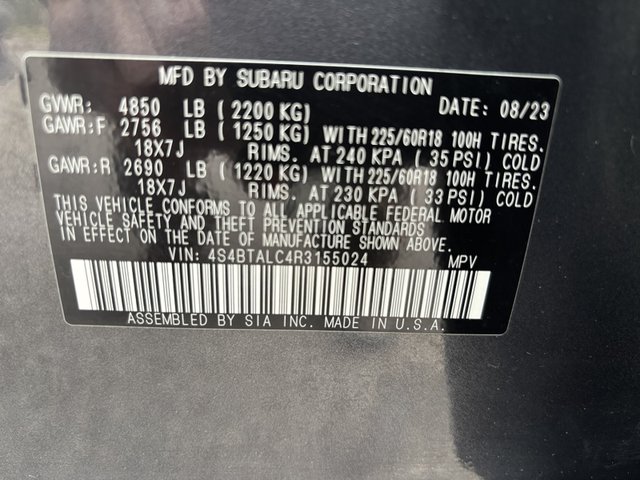 MFD BY SUBARU CORPORATION
GVWR: 4850 LB (2200 KG) DATE: 08/23
GAWR:F 2756 LB (1250 KG) WITH 225/60R18 100H TIRES.
18X7J RIMS. AT 240 KPA (35 PSI) COLD
GAWR:R 2690 LB (1220 KG) WITH 225/60R18 100H TIRES.
18X7J RIMS. AT 230 KPA (33 PSI) COLD
THIS VEHICLE CONFORMS TO ALL APPLICABLE FEDERAL MOTOR
VEHICLE SAFETY AND THEFT PREVENTION STANDARDS
IN EFFECT ON THE DATE OF MANUFACTURE SHOWN ABOVE.
VIN: 4S4BTALC4R3155024 MPV
ASSEMBLED BY SIA INC. MADE IN U.S.A.